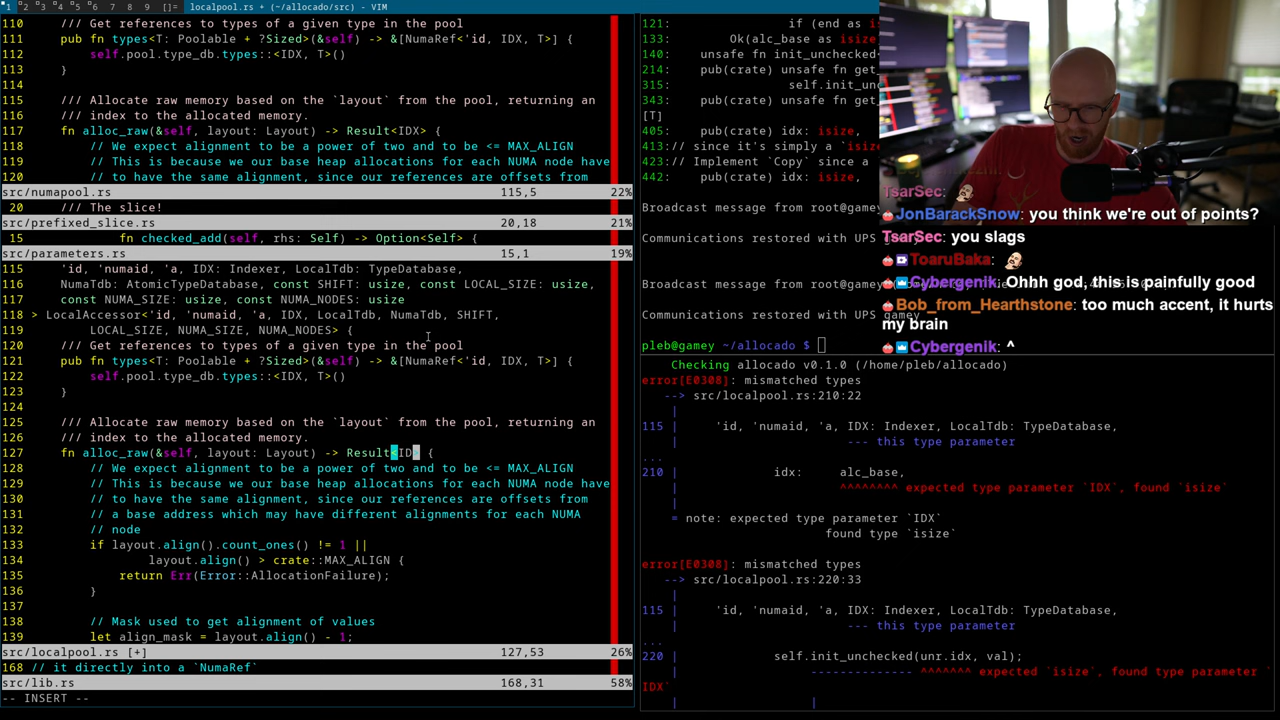 1 2 3 4 5 6 7 8 9 []= localpool.rs + (~/allocado/src) - VIM
110 /// Get references to types of a given type in the pool
111 pub fn types<T: Poolable + ?Sized>(&self) -> &[NumaRef<'id, IDX, T>] {
112 self.pool.type_db.types::<IDX, T>()
113 }
114
115 /// Allocate raw memory based on the `layout` from the pool, returning an
116 /// index to the allocated memory.
117 fn alloc_raw(&self, layout: Layout) -> Result<IDX> {
118 // We expect alignment to be a power of two and to be <= MAX_ALIGN
119 // This is because we our base heap allocations for each NUMA node have
120 // to have the same alignment, since our references are offsets from
src/numapool.rs 115,5 22%
20 /// The slice!
src/prefixed_slice.rs 20,18 21%
15 fn checked_add(self, rhs: Self) -> Option<Self> {
src/parameters.rs 15,1 19%
115 'id, 'numaid, 'a, IDX: Indexer, LocalTdb: TypeDatabase,
116 NumaTdb: AtomicTypeDatabase, const SHIFT: usize, const LOCAL_SIZE: usize,
117 const NUMA_SIZE: usize, const NUMA_NODES: usize
118 > LocalAccessor<'id, 'numaid, 'a, IDX, LocalTdb, NumaTdb, SHIFT,
119 LOCAL_SIZE, NUMA_SIZE, NUMA_NODES> {
120 /// Get references to types of a given type in the pool
121 pub fn types<T: Poolable + ?Sized>(&self) -> &[NumaRef<'id, IDX, T>] {
122 self.pool.type_db.types::<IDX, T>()
123 }
124
125 /// Allocate raw memory based on the `layout` from the pool, returning an
126 /// index to the allocated memory.
127 fn alloc_raw(&self, layout: Layout) -> Result<ID> {
128 // We expect alignment to be a power of two and to be <= MAX_ALIGN
129 // This is because we our base heap allocations for each NUMA node have
130 // to have the same alignment, since our references are offsets from
131 // a base address which may have different alignments for each NUMA
132 // node
133 if layout.align().count_ones() != 1 ||
134 layout.align() > crate::MAX_ALIGN {
135 return Err(Error::AllocationFailure);
136 }
137
138 // Mask used to get alignment of values
139 let align_mask = layout.align() - 1;
src/localpool.rs [+] 127,53 26%
168 // it directly into a `NumaRef`
src/lib.rs 168,31 58%
-- INSERT --
121: if (end as is
133: Ok(alc_base as isize
140: unsafe fn init_unchecked
214: pub(crate) unsafe fn get_
315: self.init_un
343: pub(crate) unsafe fn get_
[T]
405: pub(crate) idx: isize,
413:// since it's simply a `isize
423:// Implement `Copy` since a
442: pub(crate) idx: isize,
Broadcast message from root@gamey
Communications restored with UPS gamey
Broadcast message from root@gamey
Communications restored with UPS gamey
pleb@gamey ~/allocado $
Checking allocado v0.1.0 (/home/pleb/allocado)
error[E0308]: mismatched types
--> src/localpool.rs:210:22
|
115 | 'id, 'numaid, 'a, IDX: Indexer, LocalTdb: TypeDatabase,
| --- this type parameter
...
210 | idx: alc_base,
| ^^^^^^^^ expected type parameter `IDX`, found `isize`
|
= note: expected type parameter `IDX`
found type `isize`
error[E0308]: mismatched types
--> src/localpool.rs:220:33
|
115 | 'id, 'numaid, 'a, IDX: Indexer, LocalTdb: TypeDatabase,
| --- this type parameter
...
220 | self.init_unchecked(unr.idx, val);
| -------------- ^^^^^^^ expected `isize`, found type parameter `
IDX`
| |
TsarSec:
JonBarackSnow: you think we're out of points?
TsarSec: you slags
ToaruBaka:
Cybergenik: Ohhh god, this is painfully good
Bob_from_Hearthstone: too much accent, it hurts
my brain
Cybergenik: ^